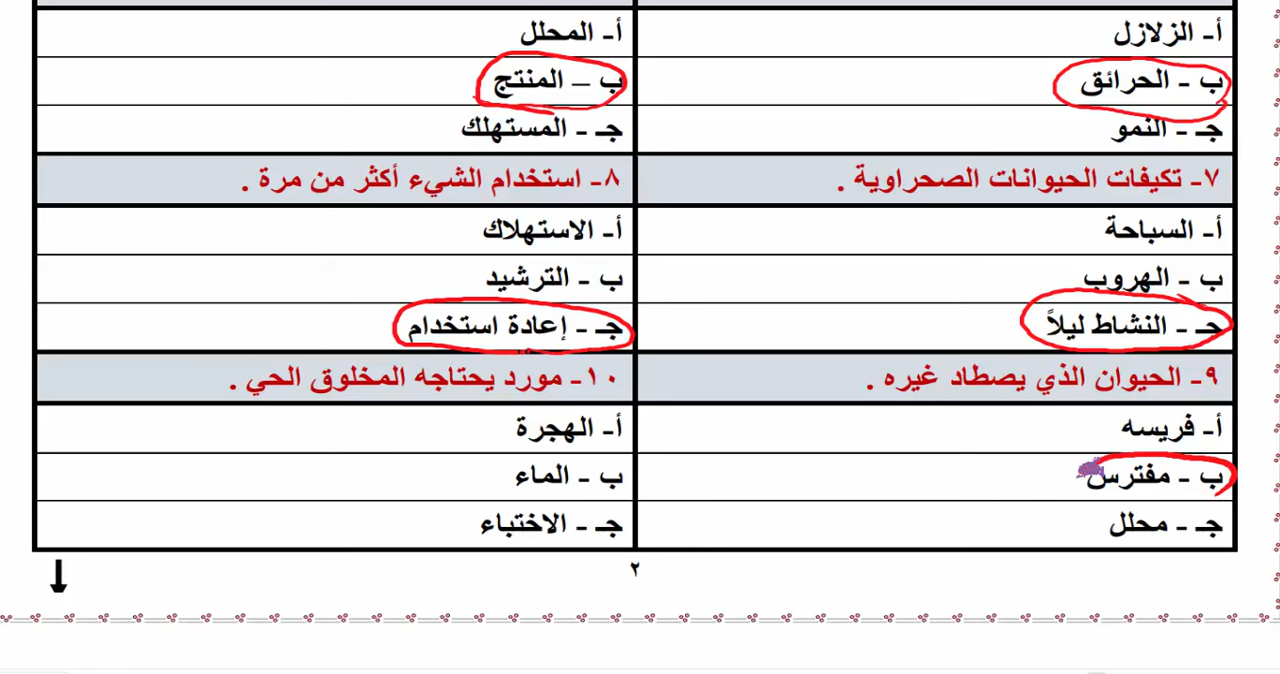 أ- الزلازل
أ- المحلل
ب - الحرائق
ب – المنتج
جـ - النمو
جـ - المستهلك
٧- تكيفات الحيوانات الصحراوية .
٨- استخدام الشيء أكثر من مرة .
أ- السباحة
أ- الاستهلاك
ب - الهروب
ب - الترشيد
جـ - النشاط ليلاً
جـ - إعادة استخدام
٩- الحيوان الذي يصطاد غيره .
١٠- مورد يحتاجه المخلوق الحي .
أ- فريسه
أ- الهجرة
ب - مفترس
ب - الماء
جـ - محلل
جـ - الاختباء
٢